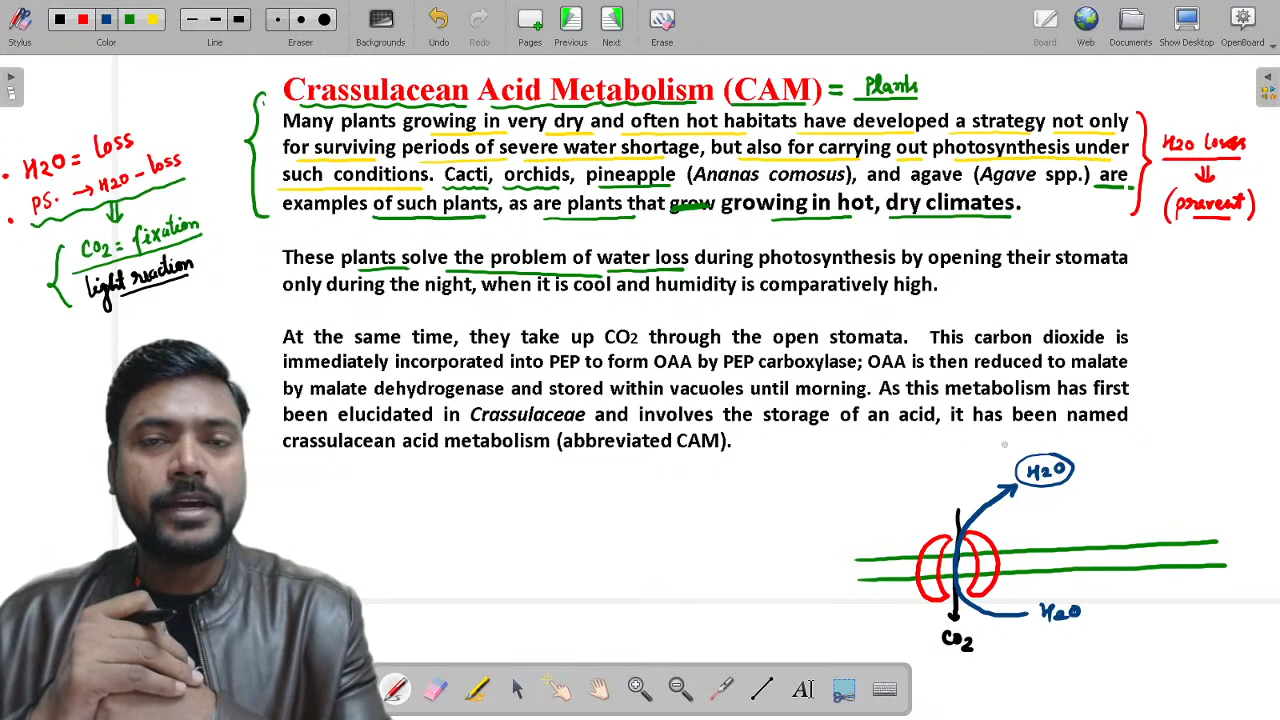 Stylus
Color
Line
Eraser
Backgrounds
Undo
Redo
Pages
Previous
Next
Erase
Board
Web
Documents
Show Desktop
OpenBoard
Crassulacean Acid Metabolism (CAM) = Plants
Many plants growing in very dry and often hot habitats have developed a strategy not only
for surviving periods of severe water shortage, but also for carrying out photosynthesis under
such conditions. Cacti, orchids, pineapple (Ananas comosus), and agave (Agave spp.) are
examples of such plants, as are plants that grow growing in hot, dry climates.
These plants solve the problem of water loss during photosynthesis by opening their stomata
only during the night, when it is cool and humidity is comparatively high.
At the same time, they take up CO2 through the open stomata. This carbon dioxide is
immediately incorporated into PEP to form OAA by PEP carboxylase; OAA is then reduced to malate
by malate dehydrogenase and stored within vacuoles until morning. As this metabolism has first
been elucidated in Crassulaceae and involves the storage of an acid, it has been named
crassulacean acid metabolism (abbreviated CAM).
• H2O = loss
• PS. → H2O - loss
CO2 = fixation
light reaction
H2O loss
(prevent)
H2O
H2O
CO2